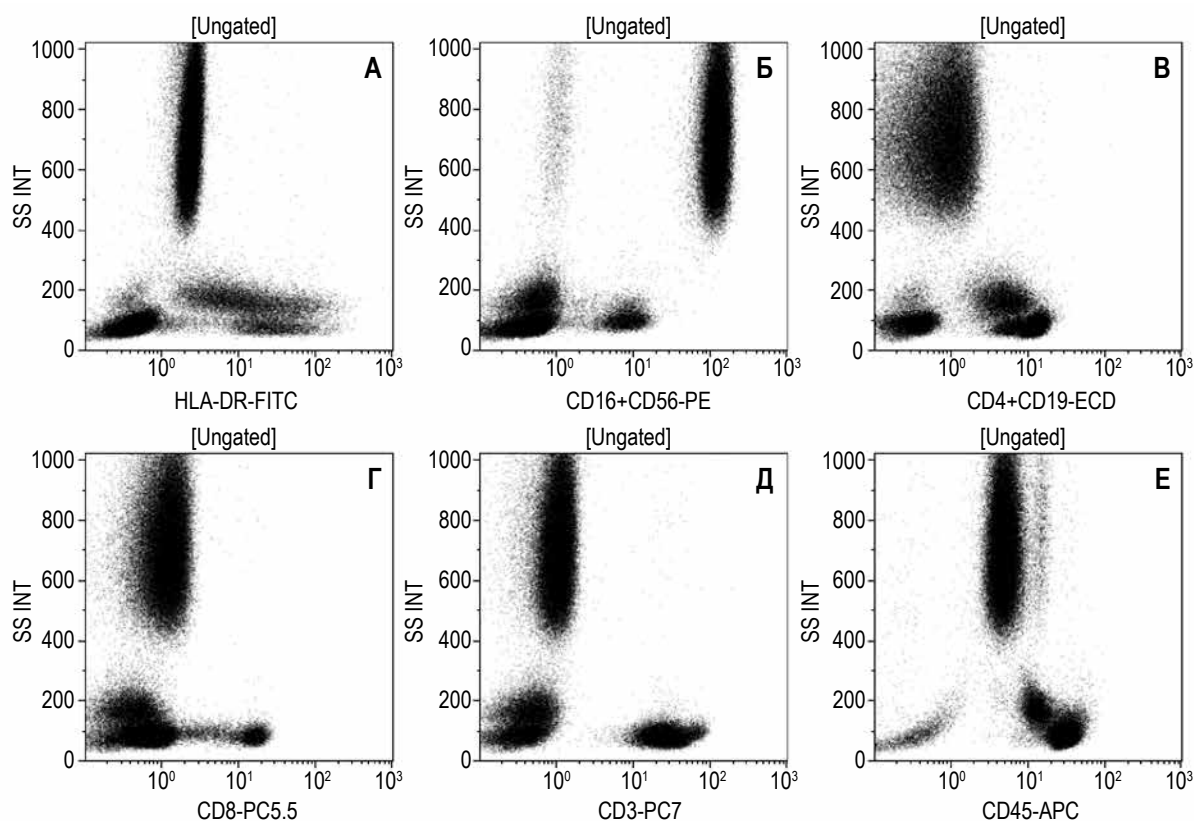 [Ungated] [Ungated] [Ungated]
А Б В
1000 1000 1000
800 800 800
600 600 600
400 400 400
200 200 200
0 0 0
SS INT SS INT SS INT
10⁰ 10¹ 10² 10³ 10⁰ 10¹ 10² 10³ 10⁰ 10¹ 10² 10³
HLA-DR-FITC CD16+CD56-PE CD4+CD19-ECD
[Ungated] [Ungated] [Ungated]
Г Д Е
1000 1000 1000
800 800 800
600 600 600
400 400 400
200 200 200
0 0 0
SS INT SS INT SS INT
10⁰ 10¹ 10² 10³ 10⁰ 10¹ 10² 10³ 10⁰ 10¹ 10² 10³
CD8-PC5.5 CD3-PC7 CD45-APC